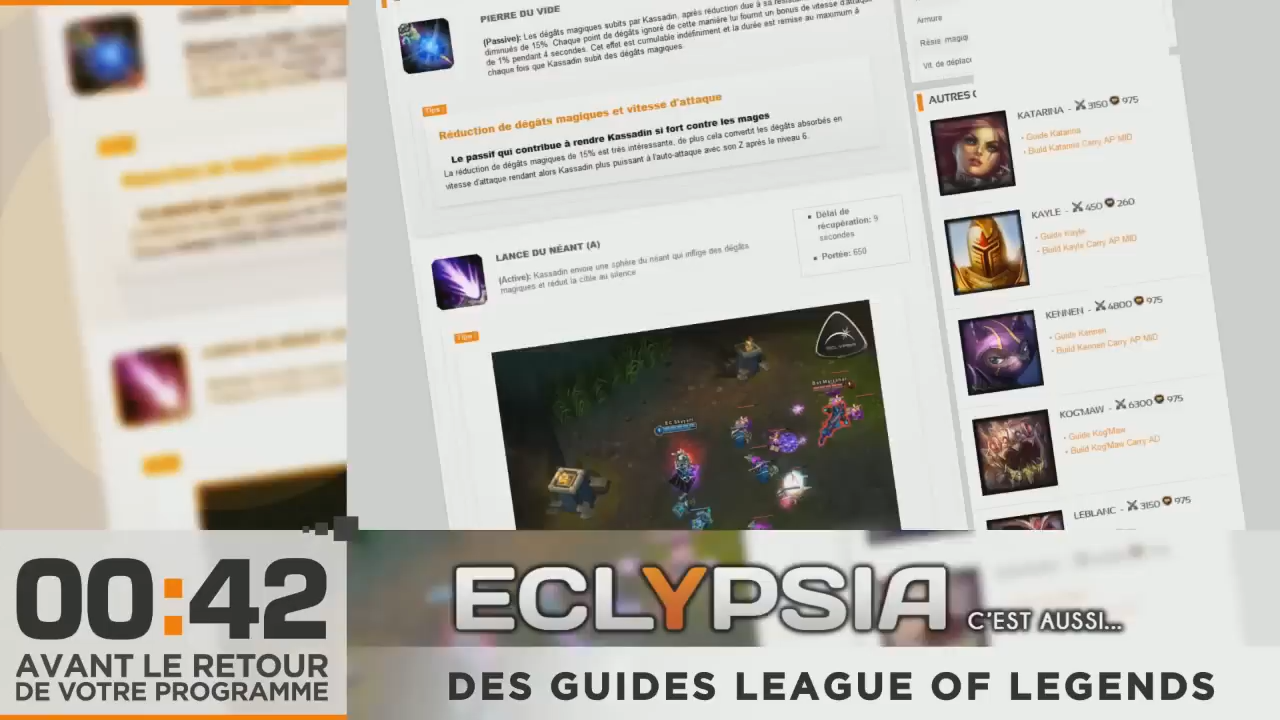 PIERRE DU VIDE
(Passive): Les dégâts magiques subits par Kassadin, après réduction due à sa
diminués de 15%. Chaque point de dégâts ignoré de cette manière lui fournit un bonus de vitesse d'attaque
de 1% pendant 4 secondes. Cet effet est cumulable indéfiniment et la durée est remise au maximum à
chaque fois que Kassadin subit des dégâts magiques
Tips :
Réduction de dégâts magiques et vitesse d'attaque
Le passif qui contribue à rendre Kassadin si fort contre les mages
La réduction de dégâts magiques de 15% est très intéressante, de plus cela convertit les dégâts absorbés en
vitesse d'attaque rendant alors Kassadin plus puissant à l'auto-attaque avec son Z après le niveau 6.
LANCE DU NÉANT (A)
(Active): Kassadin envoie une sphère du néant qui inflige des dégâts
magiques et réduit la cible au silence
Délai de
récupération: 9
secondes
Portée: 650
Tips :
ECLYPSIA
Armure
Résis. magiq
Vit. de déplace
AUTRES C
KATARINA - 3150 975
• Guide Katarina
• Build Katarina Carry AP MID
KAYLE - 450 260
• Guide Kayle
• Build Kayle Carry AP MID
KENNEN - 4800 975
• Guide Kennen
• Build Kennen Carry AP MID
KOG'MAW - 6300 975
• Guide Kog'Maw
• Build Kog'Maw Carry AD
LEBLANC - 3150 975
00:42
AVANT LE RETOUR
DE VOTRE PROGRAMME
ECLYPSIA C'EST AUSSI...
DES GUIDES LEAGUE OF LEGENDS